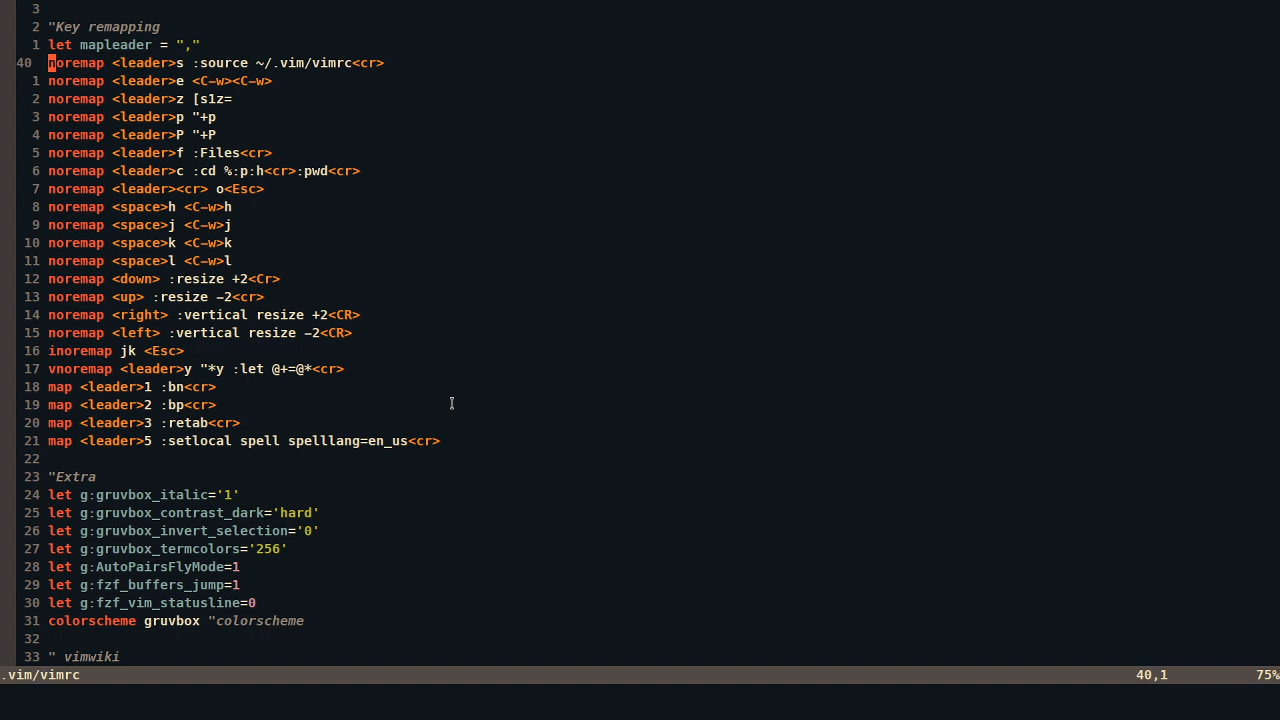 3
2 "Key remapping
1 let mapleader = ","
40 noremap <leader>s :source ~/.vim/vimrc<cr>
1 noremap <leader>e <C-w><C-w>
2 noremap <leader>z [s1z=
3 noremap <leader>p "+p
4 noremap <leader>P "+P
5 noremap <leader>f :Files<cr>
6 noremap <leader>c :cd %:p:h<cr>:pwd<cr>
7 noremap <leader><cr> o<Esc>
8 noremap <space>h <C-w>h
9 noremap <space>j <C-w>j
10 noremap <space>k <C-w>k
11 noremap <space>l <C-w>l
12 noremap <down> :resize +2<Cr>
13 noremap <up> :resize -2<cr>
14 noremap <right> :vertical resize +2<CR>
15 noremap <left> :vertical resize -2<CR>
16 inoremap jk <Esc>
17 vnoremap <leader>y "*y :let @+=@*<cr>
18 map <leader>1 :bn<cr>
19 map <leader>2 :bp<cr>
20 map <leader>3 :retab<cr>
21 map <leader>5 :setlocal spell spelllang=en_us<cr>
22
23 "Extra
24 let g:gruvbox_italic='1'
25 let g:gruvbox_contrast_dark='hard'
26 let g:gruvbox_invert_selection='0'
27 let g:gruvbox_termcolors='256'
28 let g:AutoPairsFlyMode=1
29 let g:fzf_buffers_jump=1
30 let g:fzf_vim_statusline=0
31 colorscheme gruvbox "colorscheme
32
33 " vimwiki
.vim/vimrc 40,1 75%